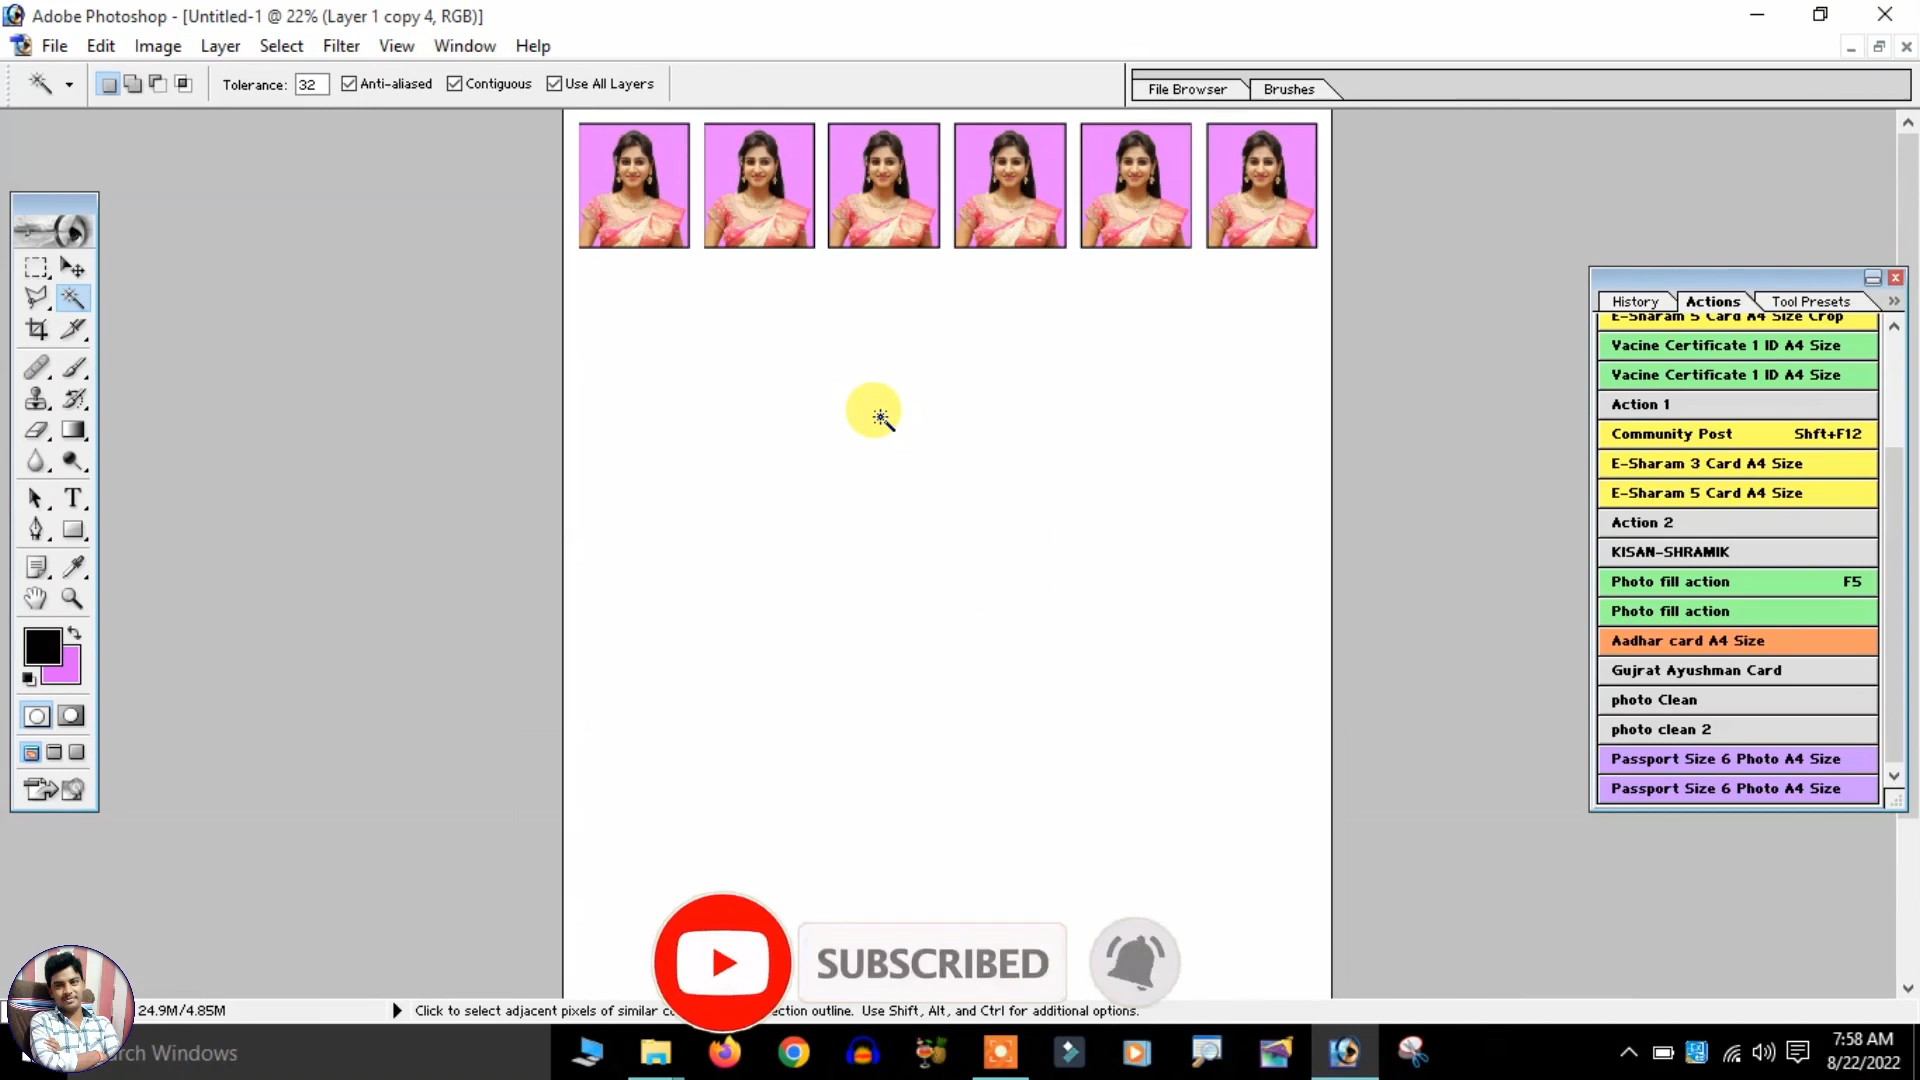 Adobe Photoshop - [Untitled-1 @ 22% (Layer 1 copy 4, RGB)]
File Edit Image Layer Select Filter View Window Help
Tolerance: 32 Anti-aliased Contiguous Use All Layers
File Browser Brushes
History Actions Tool Presets
E-Sharam 5 Card A4 Size Crop
Vacine Certificate 1 ID A4 Size
Vacine Certificate 1 ID A4 Size
Action 1
Community Post Shft+F12
E-Sharam 3 Card A4 Size
E-Sharam 5 Card A4 Size
Action 2
KISAN-SHRAMIK
Photo fill action F5
Photo fill action
Aadhar card A4 Size
Gujrat Ayushman Card
photo Clean
photo clean 2
Passport Size 6 Photo A4 Size
Passport Size 6 Photo A4 Size
SUBSCRIBED
24.9M/4.85M Click to select adjacent pixels of similar ection outline. Use Shift, Alt, and Ctrl for additional options.
rch Windows
7:58 AM
8/22/2022